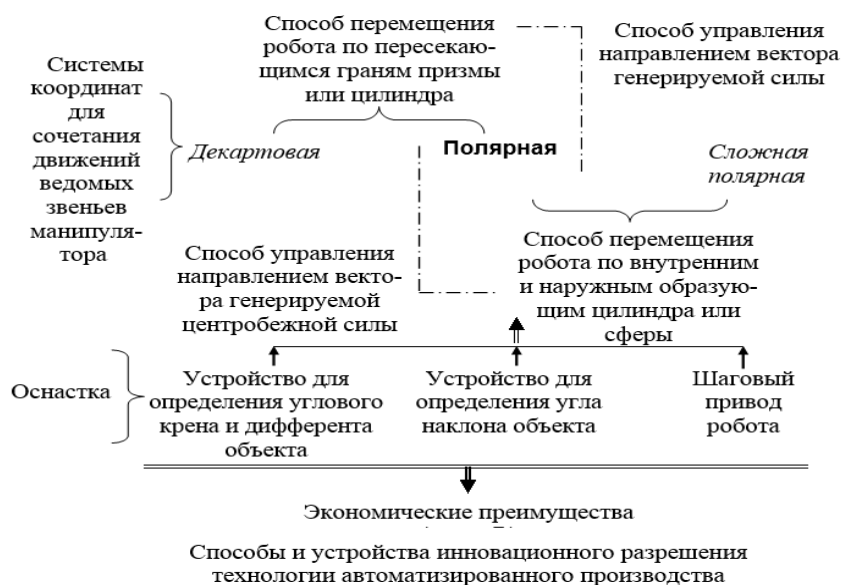 Способ перемещения
робота по пересекаю-
щимся граням призмы
или цилиндра
Способ управления
направлением вектора
генерируемой силы
Системы
координат
для
сочетания
движений
ведомых
звеньев
манипуля-
тора
Декартовая
Полярная
Сложная
полярная
Способ управления
направлением векто-
ра генерируемой
центробежной силы
Способ перемещения
робота по внутренним
и наружным образую-
щим цилиндра или
сферы
Оснастка
Устройство для
определения углового
крена и дифферента
объекта
Устройство для
определения угла
наклона объекта
Шаговый
привод
робота
Экономические преимущества
Способы и устройства инновационного разрешения
технологии автоматизированного производства